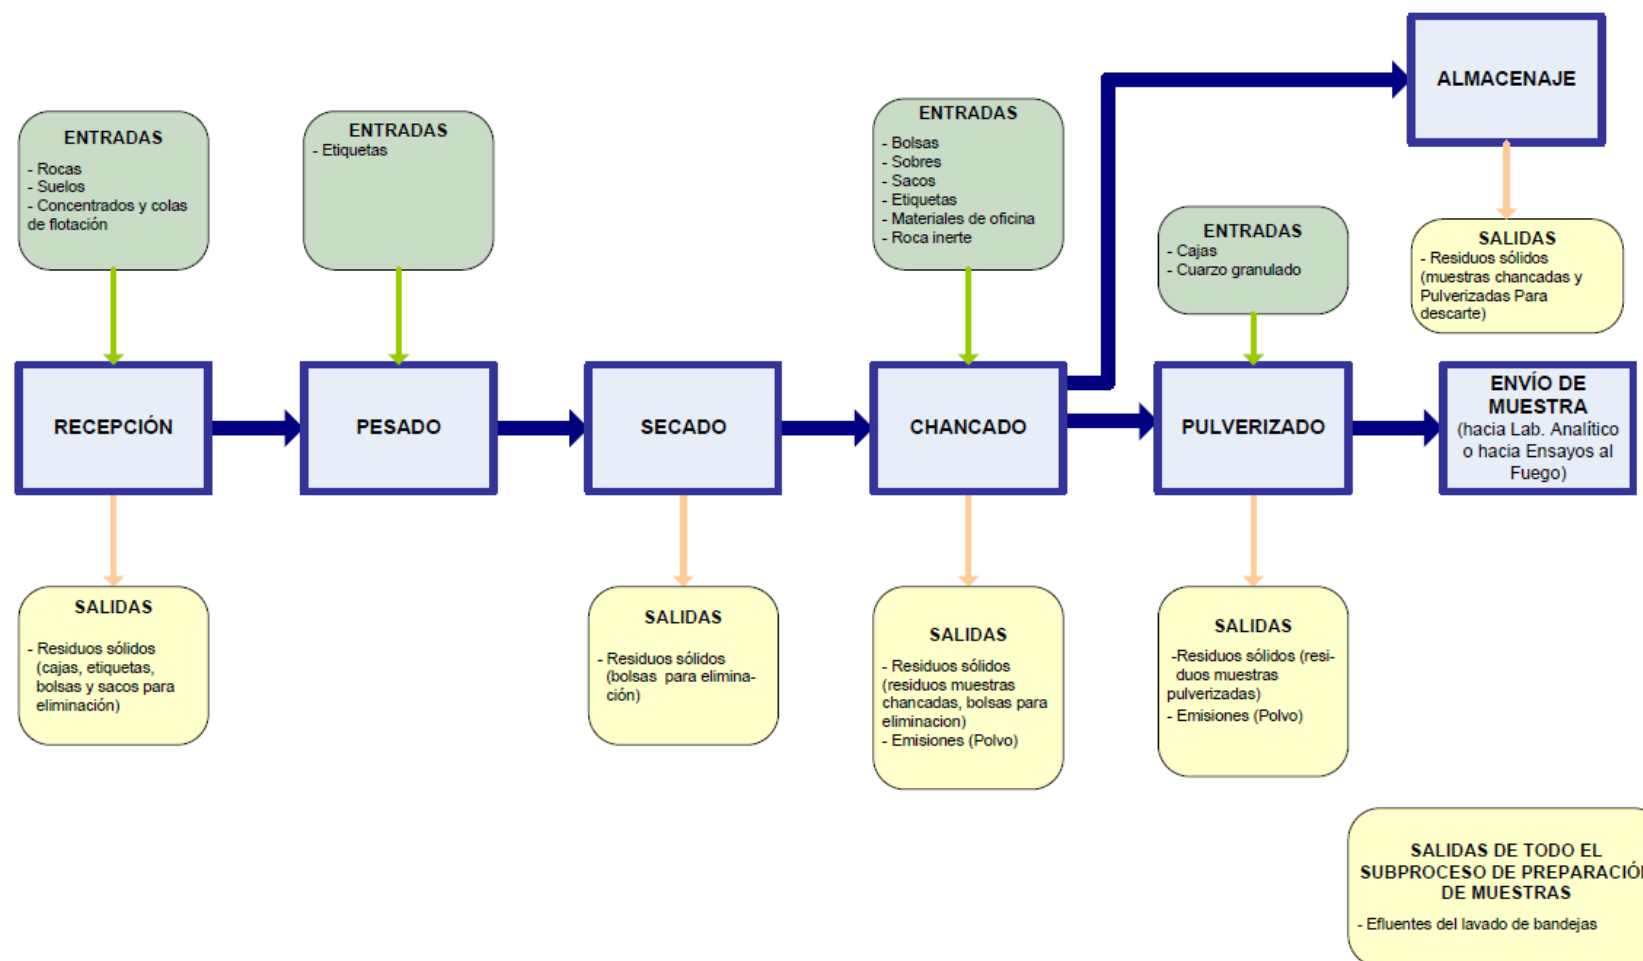 ALMACENAJE
ENTRADAS
- Rocas
- Suelos
- Concentrados y colas
de flotación
ENTRADAS
- Etiquetas
ENTRADAS
- Bolsas
- Sobres
- Sacos
- Etiquetas
- Materiales de oficina
- Roca inerte
ENTRADAS
- Cajas
- Cuarzo granulado
SALIDAS
- Residuos sólidos
(muestras chancadas y
Pulverizadas Para
descarte)
RECEPCIÓN
PESADO
SECADO
CHANCADO
PULVERIZADO
ENVÍO DE
MUESTRA
(hacia Lab. Analítico
o hacia Ensayos al
Fuego)
SALIDAS
- Residuos sólidos
(cajas, etiquetas,
bolsas y sacos para
eliminación)
SALIDAS
- Residuos sólidos
(bolsas para elimina-
ción)
SALIDAS
- Residuos sólidos
(residuos muestras
chancadas, bolsas para
eliminacion)
- Emisiones (Polvo)
SALIDAS
-Residuos sólidos (resi-
duos muestras
pulverizadas)
- Emisiones (Polvo)
SALIDAS DE TODO EL
SUBPROCESO DE PREPARACIÓN
DE MUESTRAS
- Efluentes del lavado de bandejas